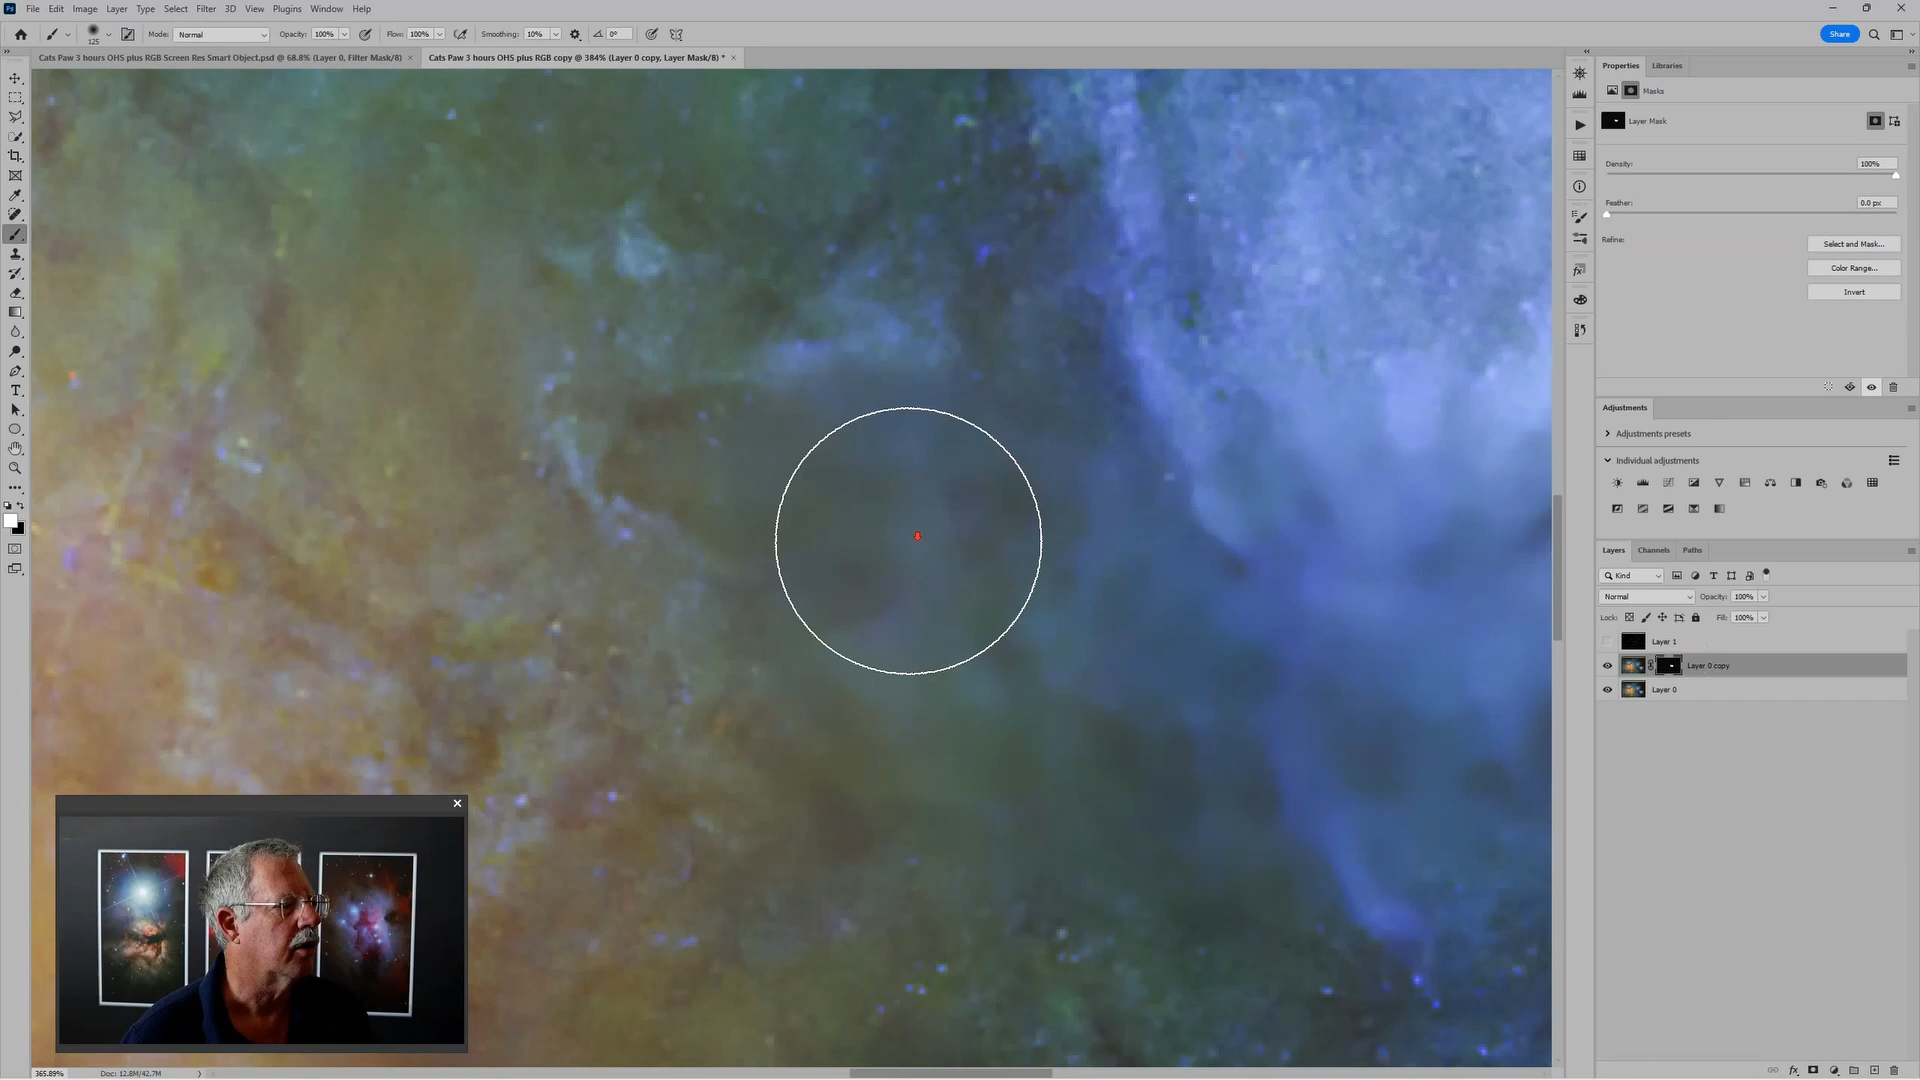 Ps File Edit Image Layer Type Select Filter 3D View Plugins Window Help
125 Mode: Normal Opacity: 100% Flow: 100% Smoothing: 10% 0° Share
Cats Paw 3 hours OHS plus RGB Screen Res Smart Object.psd @ 68.8% (Layer 0, Filter Mask/8) × Cats Paw 3 hours OHS plus RGB copy @ 384% (Layer 0 copy, Layer Mask/8) * ×
Properties Libraries
Masks
Layer Mask
Density: 100%
Feather: 0.0 px
Refine: Select and Mask...
Color Range...
Invert
Adjustments
Adjustments presets
Individual adjustments
Layers Channels Paths
Kind
Normal Opacity: 100%
Lock: Fill: 100%
Layer 1
Layer 0 copy
Layer 0
365.89% Doc: 12.8M/42.7M